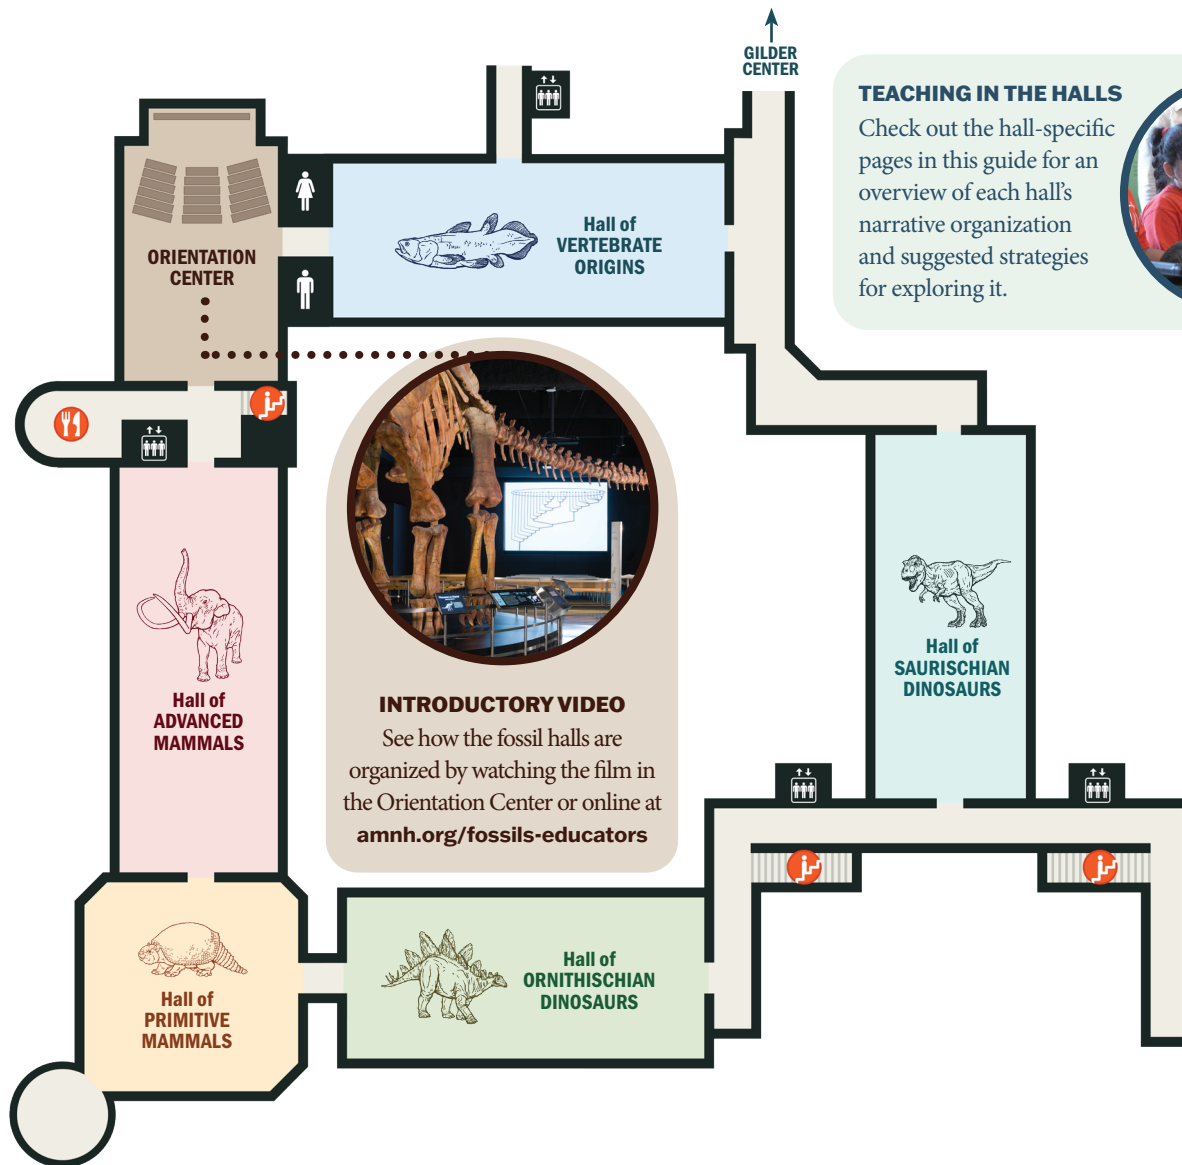 GILDER
CENTER
TEACHING IN THE HALLS
Check out the hall-specific
pages in this guide for an
overview of each hall’s
narrative organization
and suggested strategies
for exploring it.
ORIENTATION
CENTER
Hall of
VERTEBRATE
ORIGINS
INTRODUCTORY VIDEO
See how the fossil halls are
organized by watching the film in
the Orientation Center or online at
amnh.org/fossils-educators
Hall of
ADVANCED
MAMMALS
Hall of
SAURISCHIAN
DINOSAURS
Hall of
PRIMITIVE
MAMMALS
Hall of
ORNITHISCHIAN
DINOSAURS